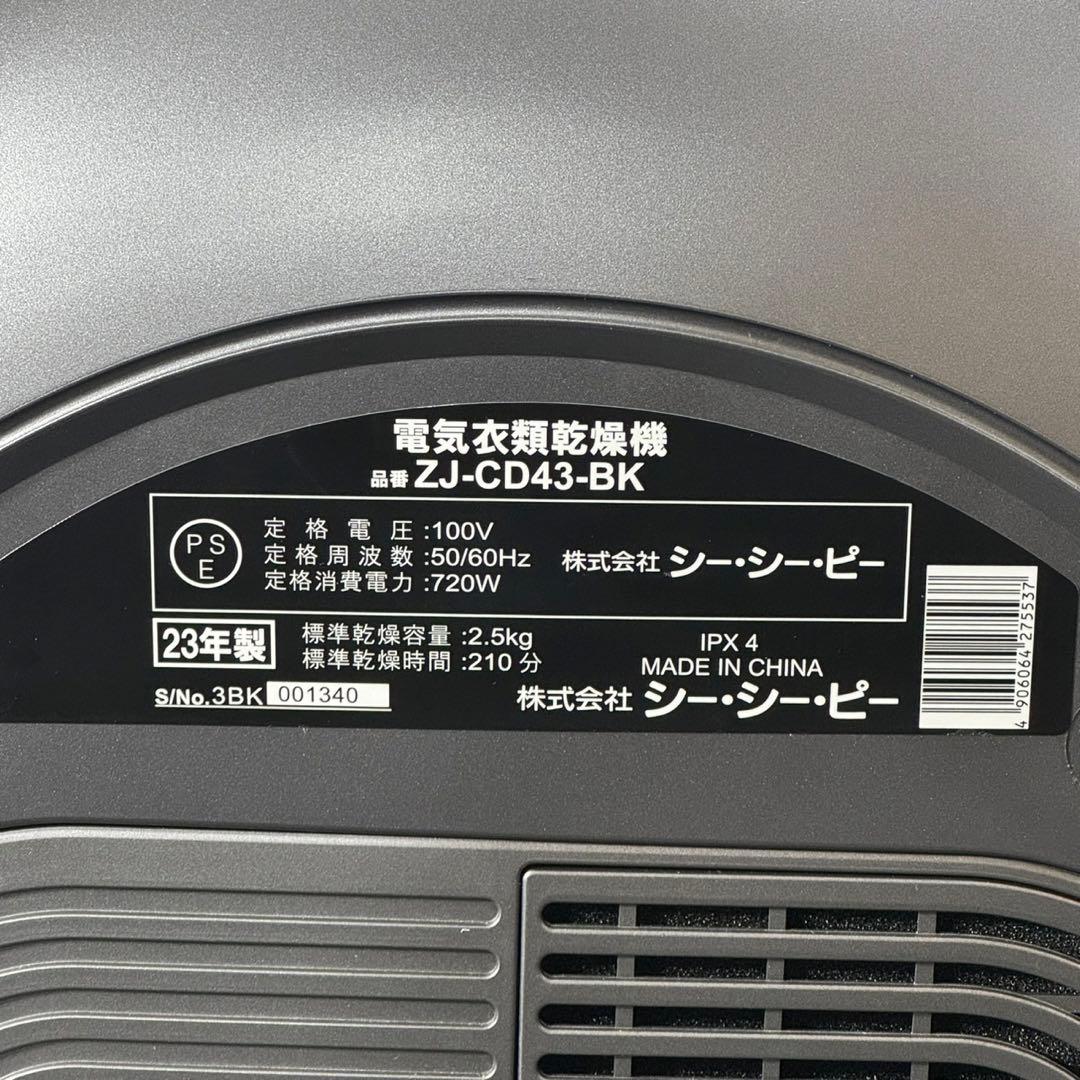 電気衣類乾燥機
品番 ZJ-CD43-BK
PSE
定格電圧:100V
定格周波数:50/60Hz
定格消費電力:720W
株式会社 シー・シー・ピー
23年製
標準乾燥容量:2.5kg
標準乾燥時間:210分
IPX 4
MADE IN CHINA
S/No.3BK 001340
株式会社 シー・シー・ピー
4 906064 275537